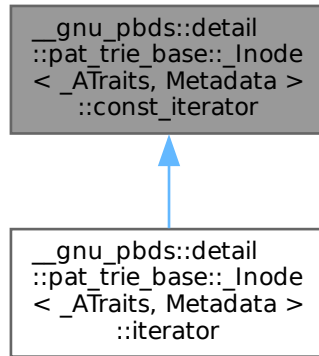 __gnu_pbds::detail
::pat_trie_base::_Inode
< _ATraits, Metadata >
::const_iterator
__gnu_pbds::detail
::pat_trie_base::_Inode
< _ATraits, Metadata >
::iterator